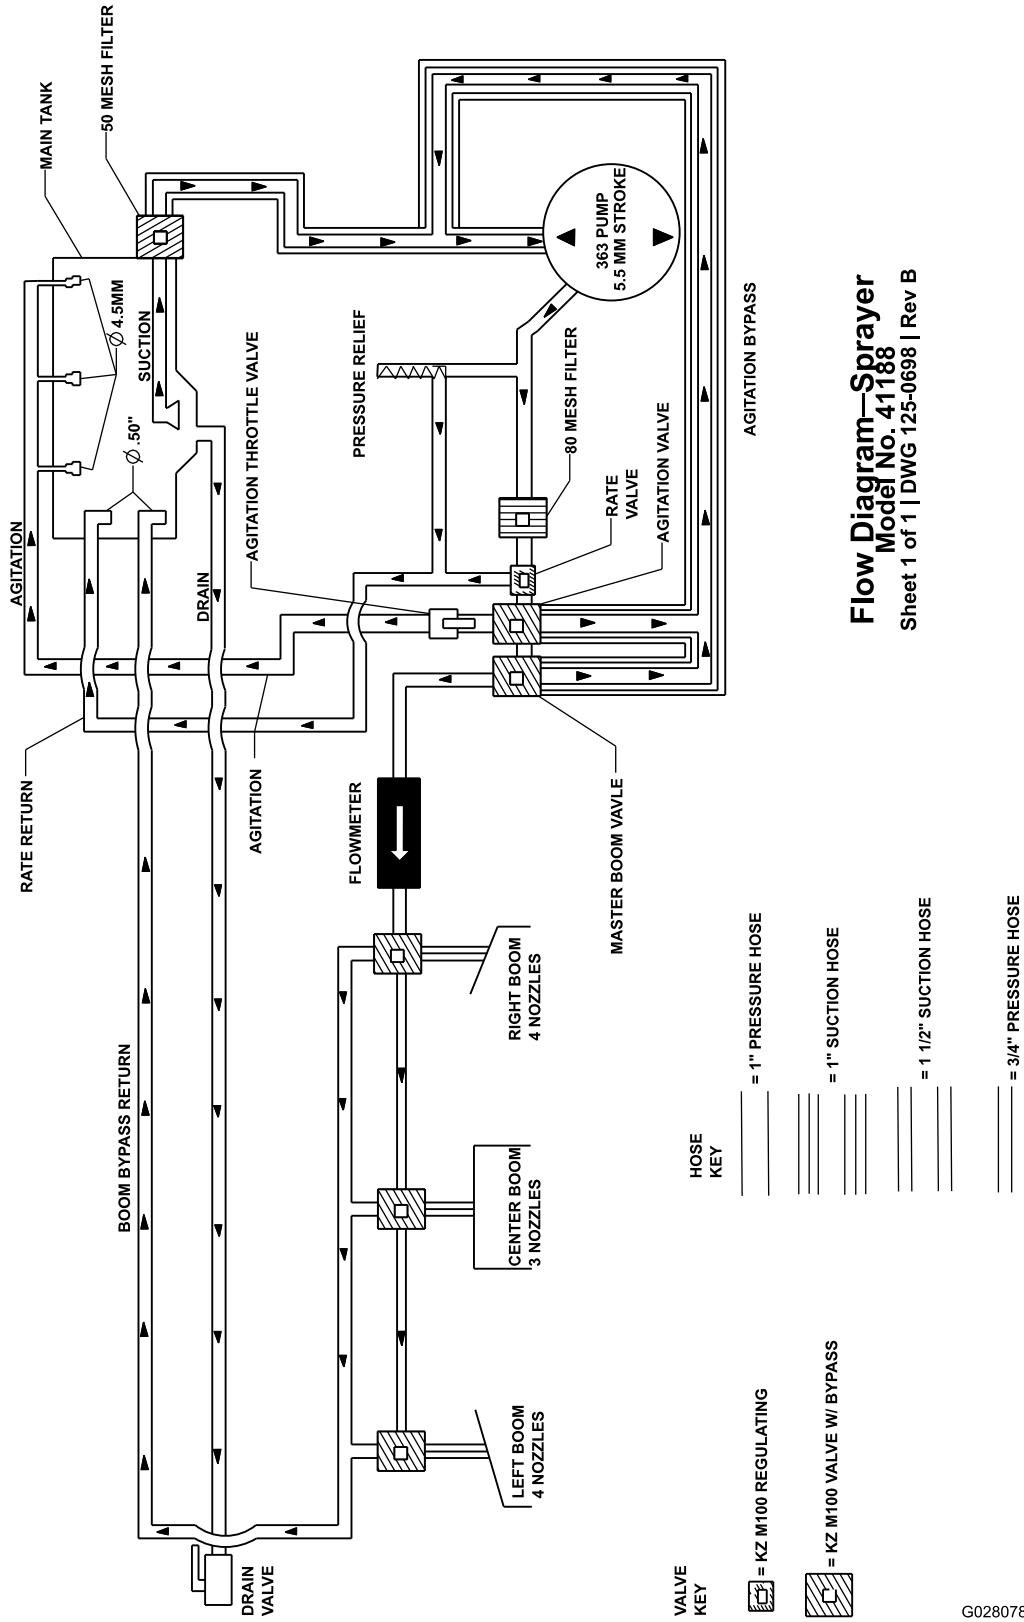 50 MESH FILTER
MAIN TANK
Ø 4.5MM
SUCTION
Ø .50"
AGITATION
DRAIN
AGITATION THROTTLE VALVE
PRESSURE RELIEF
363 PUMP
5.5 MM STROKE
80 MESH FILTER
RATE
VALVE
AGITATION VALVE
AGITATION BYPASS
RATE RETURN
AGITATION
FLOWMETER
MASTER BOOM VAVLE
BOOM BYPASS RETURN
RIGHT BOOM
4 NOZZLES
CENTER BOOM
3 NOZZLES
LEFT BOOM
4 NOZZLES
DRAIN
VALVE
HOSE
KEY
= 1" PRESSURE HOSE
= 1" SUCTION HOSE
= 1 1/2" SUCTION HOSE
= 3/4" PRESSURE HOSE
VALVE
KEY
= KZ M100 REGULATING
= KZ M100 VALVE W/ BYPASS
Flow Diagram—Sprayer
Model No. 41188
Sheet 1 of 1 | DWG 125-0698 | Rev B
G028078